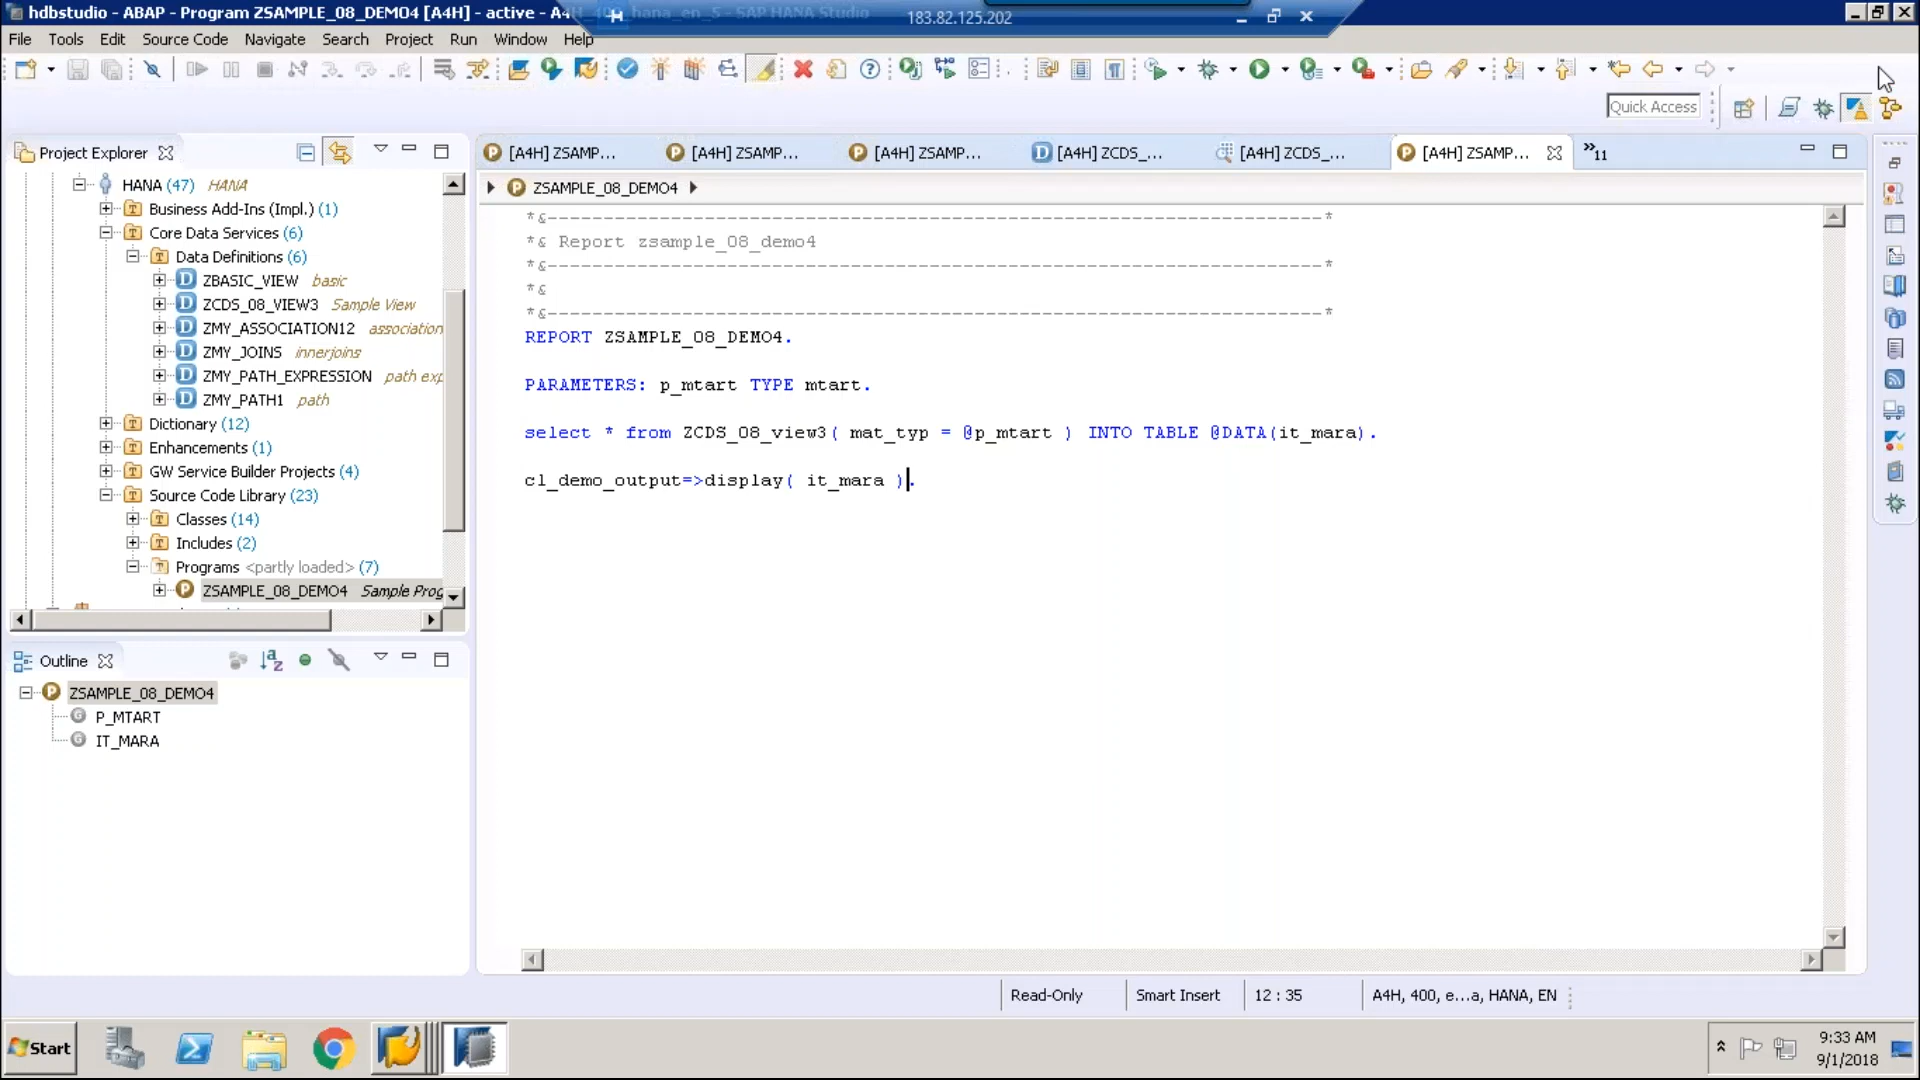 hdbstudio - ABAP - Program ZSAMPLE_08_DEMO4 [A4H] - active - A4H_400_hana_en_S - SAP HANA Studio
183.82.125.202
File Tools Edit Source Code Navigate Search Project Run Window Help
Quick Access
Project Explorer
HANA (47) HANA
Business Add-Ins (Impl.) (1)
Core Data Services (6)
Data Definitions (6)
ZBASIC_VIEW basic
ZCDS_08_VIEW3 Sample View
ZMY_ASSOCIATION12 association
ZMY_JOINS innerjoins
ZMY_PATH_EXPRESSION path exp
ZMY_PATH1 path
Dictionary (12)
Enhancements (1)
GW Service Builder Projects (4)
Source Code Library (23)
Classes (14)
Includes (2)
Programs <partly loaded> (7)
ZSAMPLE_08_DEMO4 Sample Prog
Outline
ZSAMPLE_08_DEMO4
P_MTART
IT_MARA
[A4H] ZSAMP... [A4H] ZSAMP... [A4H] ZSAMP... [A4H] ZCDS_... [A4H] ZCDS_... [A4H] ZSAMP... »11
ZSAMPLE_08_DEMO4
*&---------------------------------------------------------------------*
*& Report zsample_08_demo4
*&---------------------------------------------------------------------*
*&
*&---------------------------------------------------------------------*
REPORT ZSAMPLE_08_DEMO4.
PARAMETERS: p_mtart TYPE mtart.
select * from ZCDS_08_view3( mat_typ = @p_mtart ) INTO TABLE @DATA(it_mara).
cl_demo_output=>display( it_mara ).
Read-Only Smart Insert 12 : 35 A4H, 400, e...a, HANA, EN
Start
9:33 AM
9/1/2018